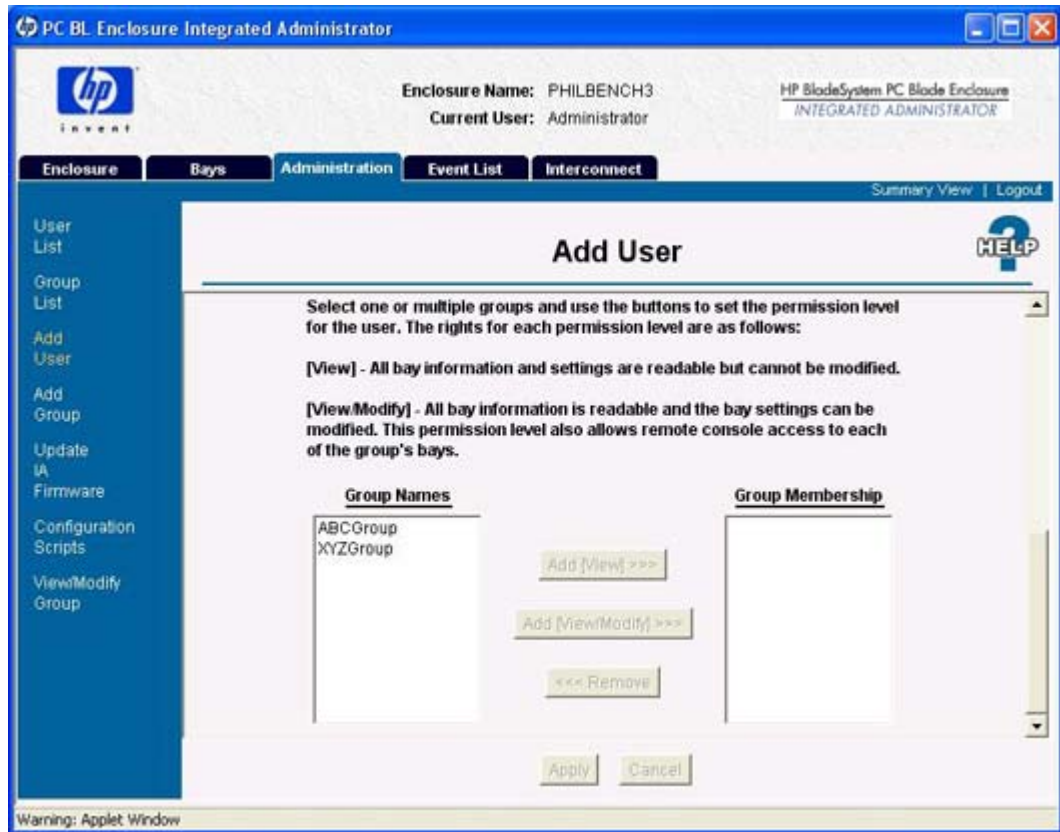 PC BL Enclosure Integrated Administrator
hp
invent
Enclosure Name: PHILBENCH3
Current User: Administrator
HP BladeSystem PC Blade Enclosure
INTEGRATED ADMINISTRATOR
Enclosure
Bays
Administration
Event List
Interconnect
Summary View | Logout
User
List
Group
List
Add
User
Add
Group
Update
IA
Firmware
Configuration
Scripts
View/Modify
Group
Add User
HELP
Select one or multiple groups and use the buttons to set the permission level
for the user. The rights for each permission level are as follows:
[View] - All bay information and settings are readable but cannot be modified.
[View/Modify] - All bay information is readable and the bay settings can be
modified. This permission level also allows remote console access to each
of the group's bays.
Group Names
ABCGroup
XYZGroup
Add [View] >>>
Add [View/Modify] >>>
<<< Remove
Group Membership
Apply
Cancel
Warning: Applet Window